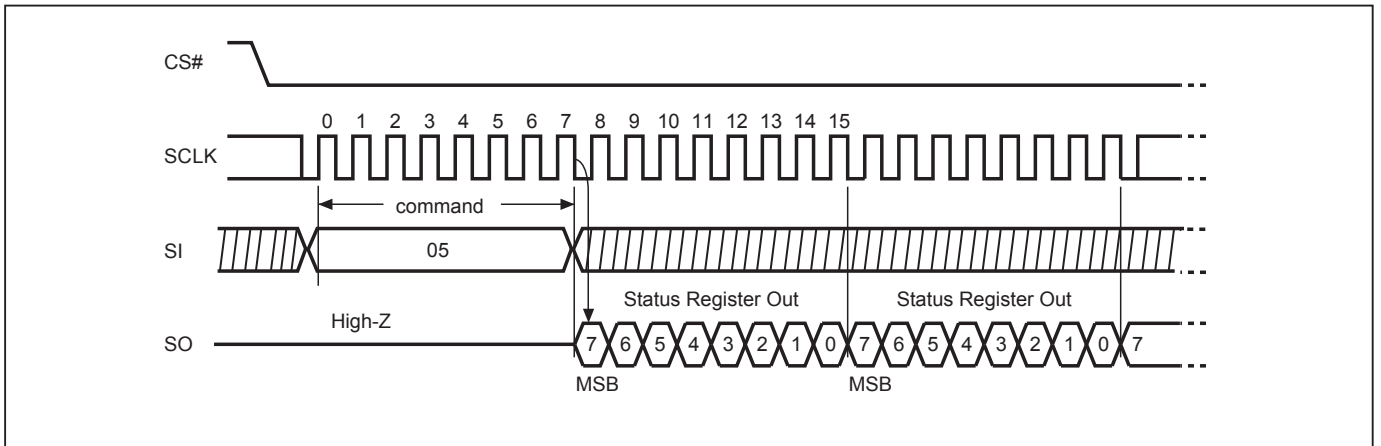 CS#
0 1 2 3 4 5 6 7 8 9 10 11 12 13 14 15
SCLK
command
SI
05
Status Register Out Status Register Out
High-Z
SO
7 6 5 4 3 2 1 0 7 6 5 4 3 2 1 0 7
MSB MSB